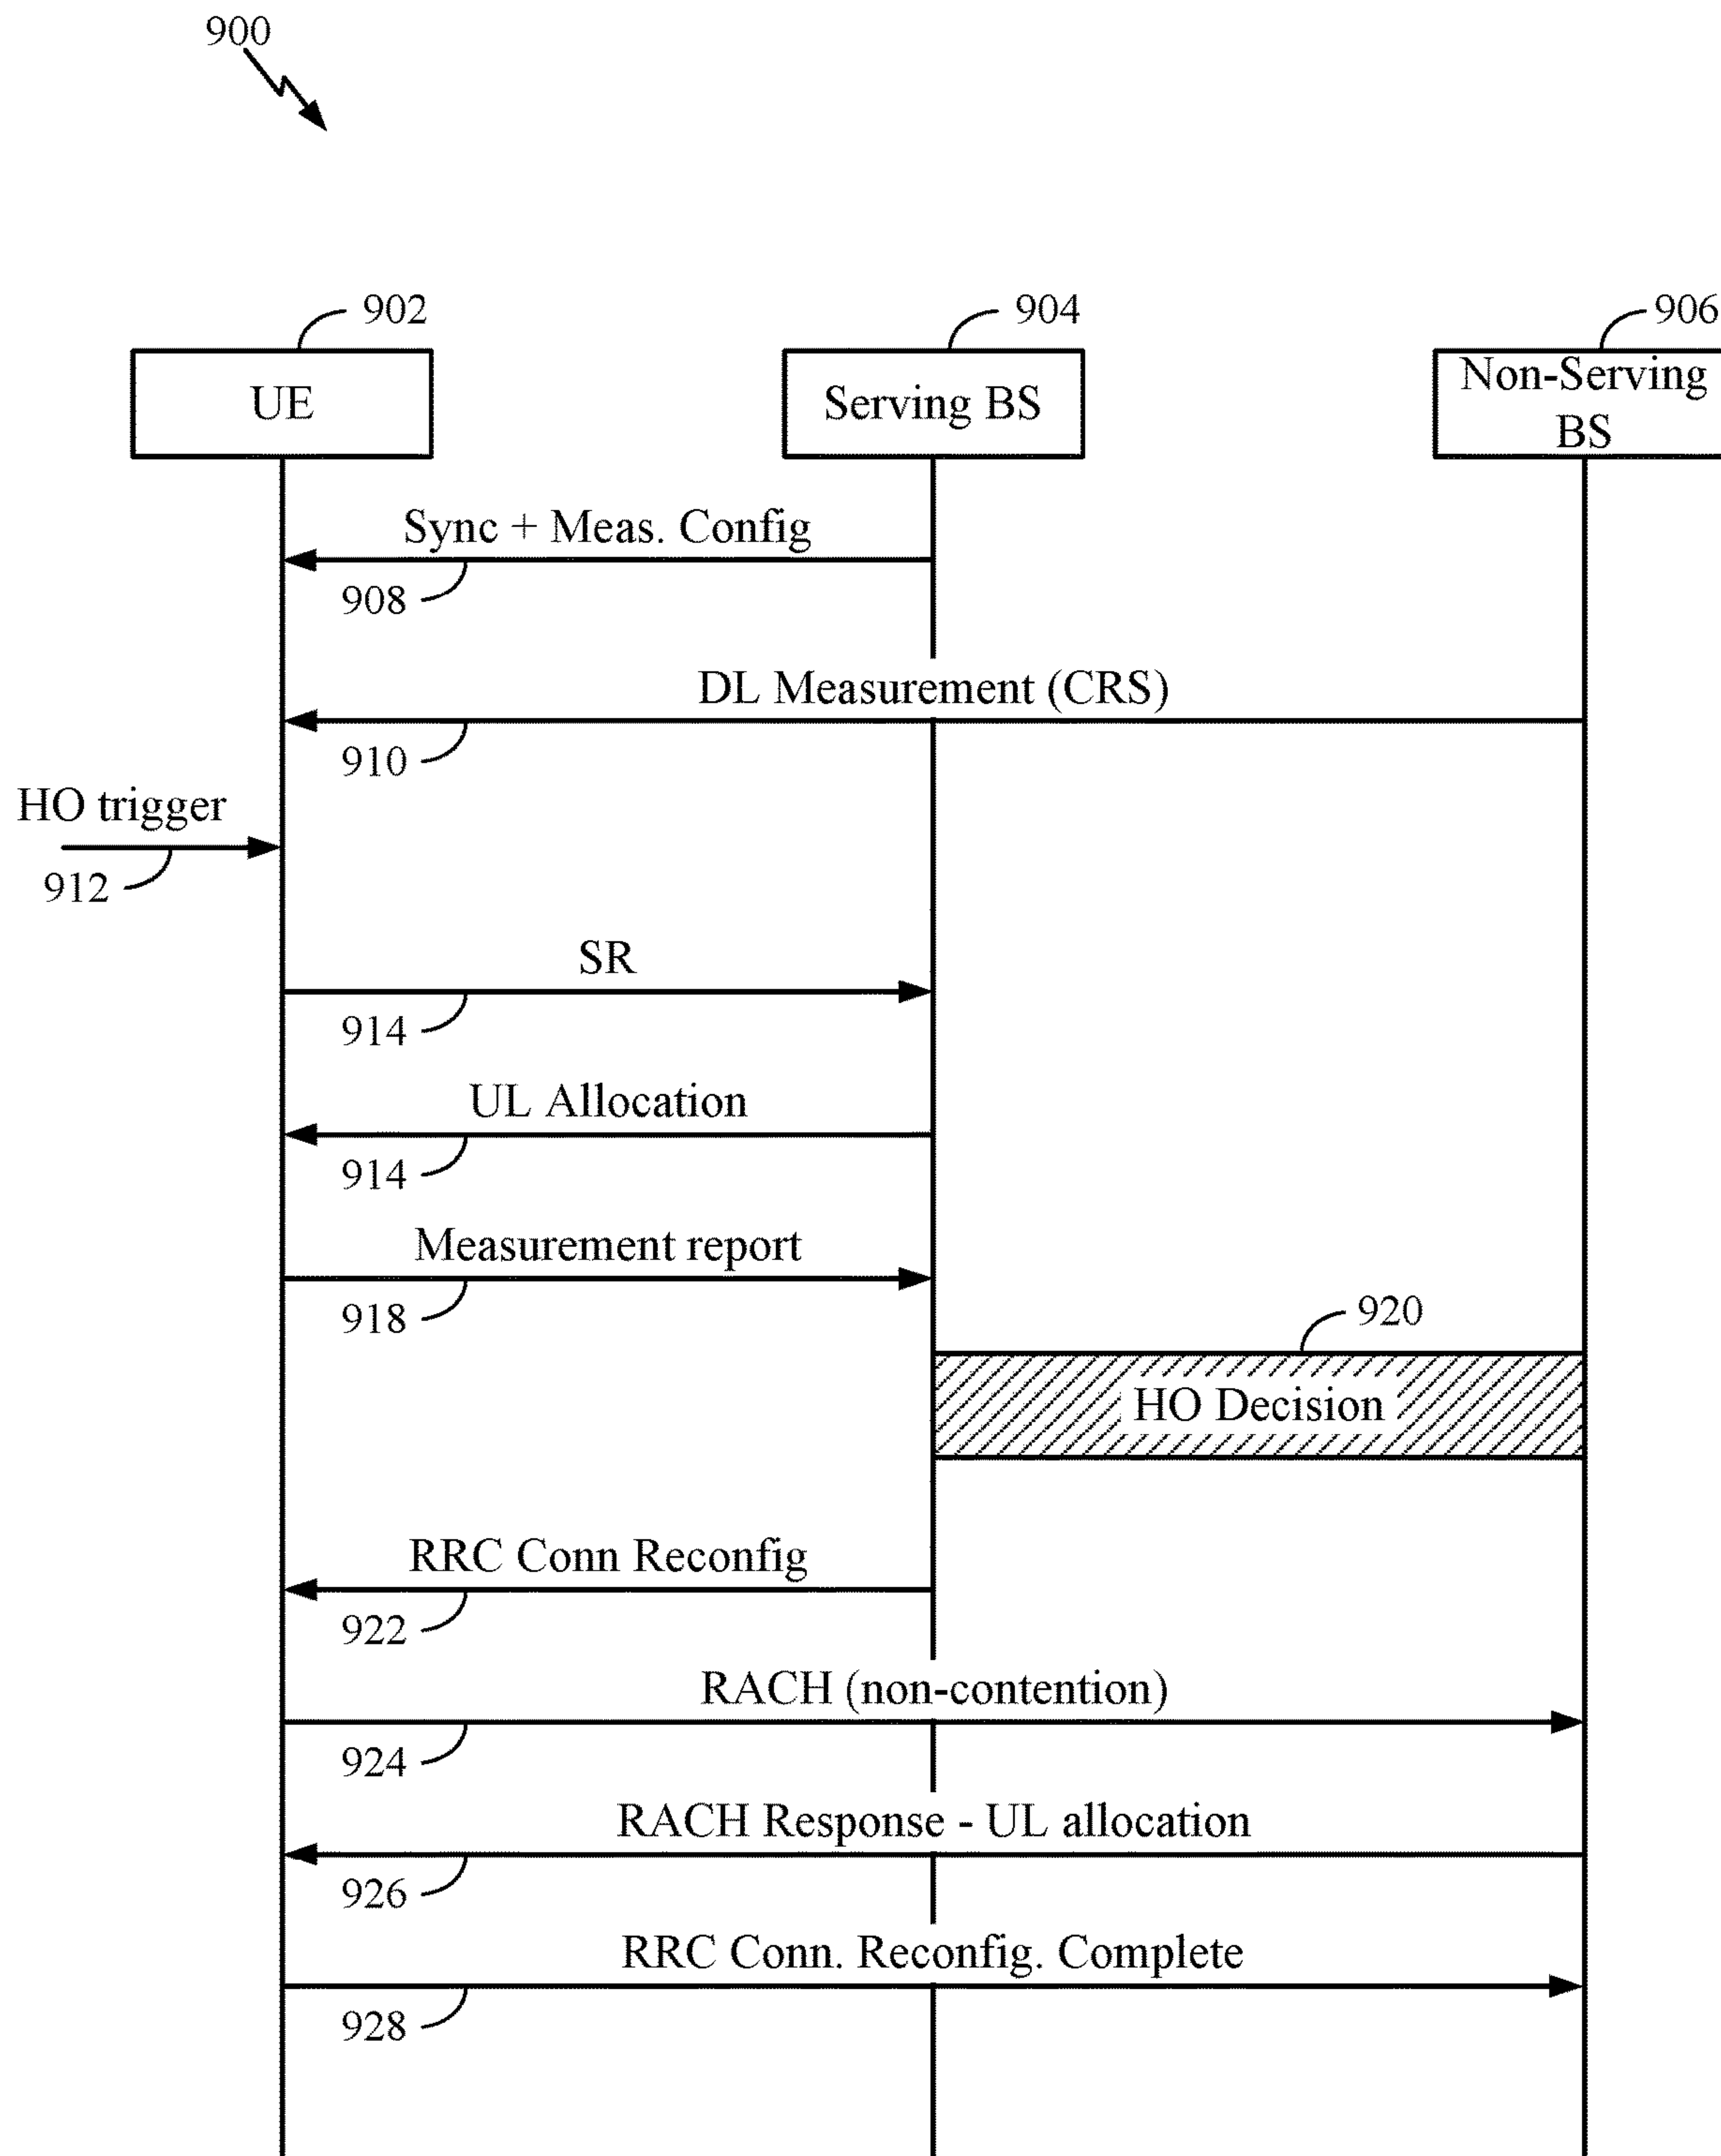 900
902
904
906
UE
Serving BS
Non-Serving
BS
Sync + Meas. Config
908
DL Measurement (CRS)
910
HO trigger
912
SR
914
UL Allocation
914
Measurement report
918
920
HO Decision
RRC Conn Reconfig
922
RACH (non-contention)
924
RACH Response - UL allocation
926
RRC Conn. Reconfig. Complete
928